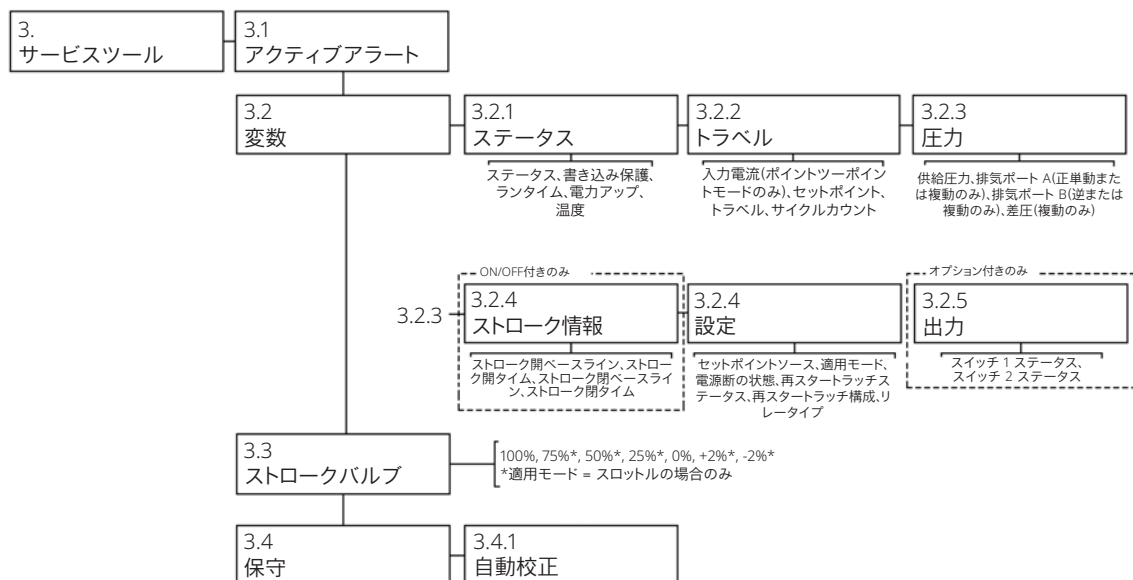 3.
サービスツール
3.1
アクティブアラート
3.2
変数
3.2.1
ステータス
3.2.2
トラベル
3.2.3
圧力
ステータス、書き込み保護、
ランタイム、電力アップ、
温度
入力電流(ポイントツーポイン
トモードのみ)、セットポイント、
トラベル、サイクルカウント
供給圧力、排気ポート A(正単動また
は複動のみ)、排気ポート B(逆または
複動のみ)、差圧(複動のみ)
ON/OFF付きのみ
オプション付きのみ
3.2.3
3.2.4
ストローク情報
3.2.4
設定
3.2.5
出力
ストローク開ベースライン、ストロー
ク開タイム、ストローク閉ベースライ
ン、ストローク閉タイム
セットポイントソース、適用モード、
電源断の状態、再スタートラッチス
テータス、再スタートラッチ構成、リ
レータイプ
スイッチ 1 ステータス、
スイッチ 2 ステータス
3.3
ストロークバルブ
100%, 75%*, 50%*, 25%*, 0%, +2%*, -2%*
*適用モード = スロットルの場合のみ
3.4
保守
3.4.1
自動校正